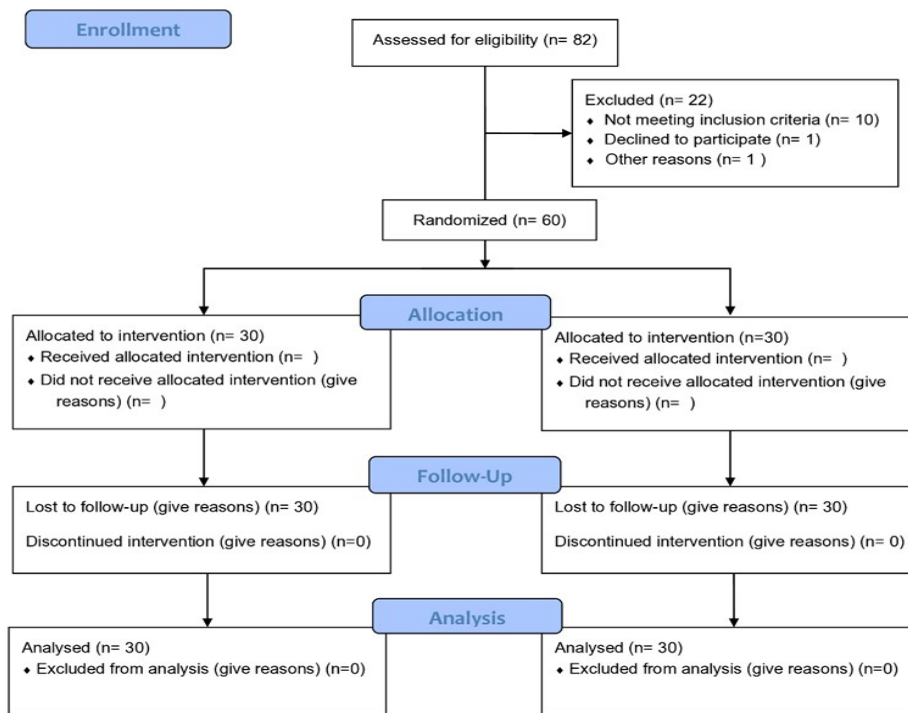 Enrollment
Assessed for eligibility (n= 82)
Excluded (n= 22)
♦ Not meeting inclusion criteria (n= 10)
♦ Declined to participate (n= 1)
♦ Other reasons (n= 1 )
Randomized (n= 60)
Allocation
Allocated to intervention (n= 30)
♦ Received allocated intervention (n= )
♦ Did not receive allocated intervention (give
reasons) (n= )
Allocated to intervention (n=30)
♦ Received allocated intervention (n= )
♦ Did not receive allocated intervention (give
reasons) (n= )
Follow-Up
Lost to follow-up (give reasons) (n= 30)
Discontinued intervention (give reasons) (n=0)
Lost to follow-up (give reasons) (n= 30)
Discontinued intervention (give reasons) (n= 0)
Analysis
Analysed (n= 30)
♦ Excluded from analysis (give reasons) (n=0)
Analysed (n= 30)
♦ Excluded from analysis (give reasons) (n=0)